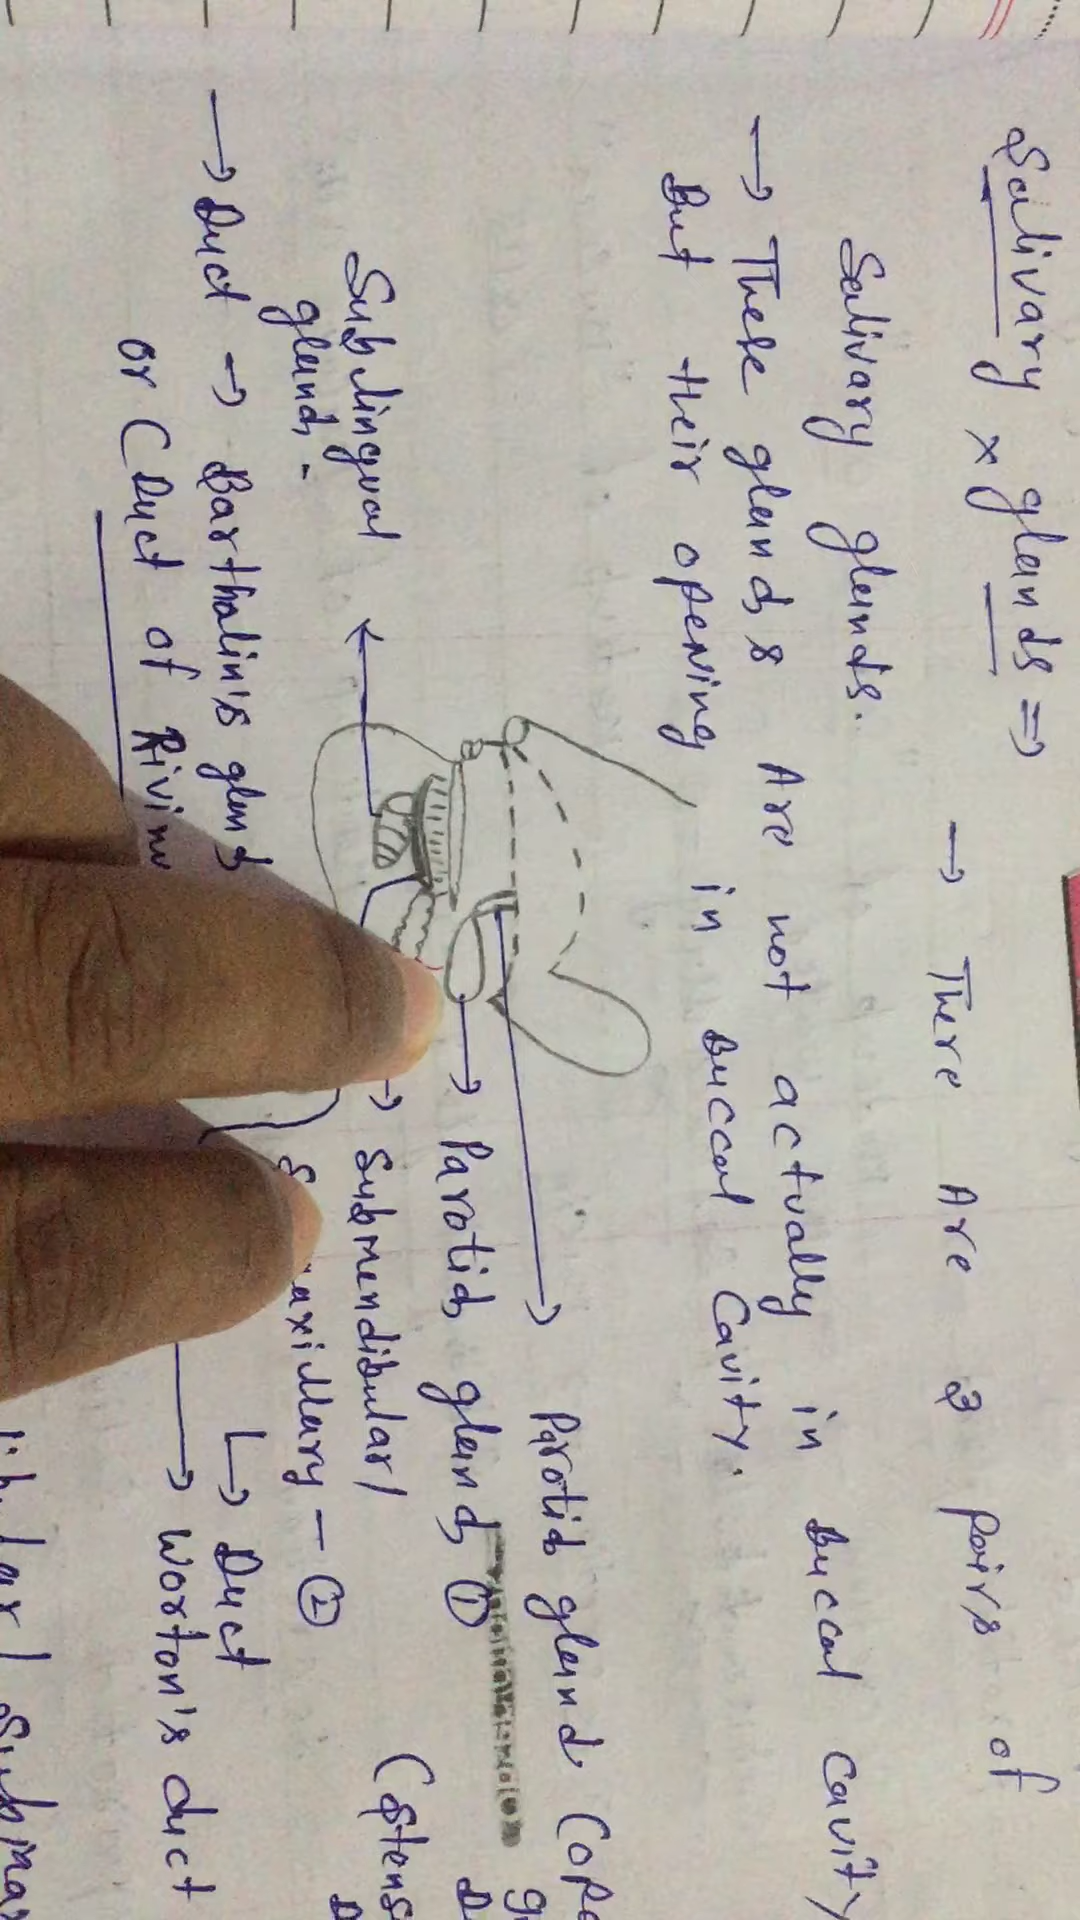 Salivary x glands ⇒
→ There Are 3 pairs of
Salivary glands.
→ These glands Are not actually in Buccal cavity
But their opening in Buccal Cavity.
Parotid gland
Parotid gland ①
→ Submendibular/
axillary - ②
↳ Duct
→ Worton's duct
Sublingual
gland -
→ Duct → Barthalin's gland
or (Duct of